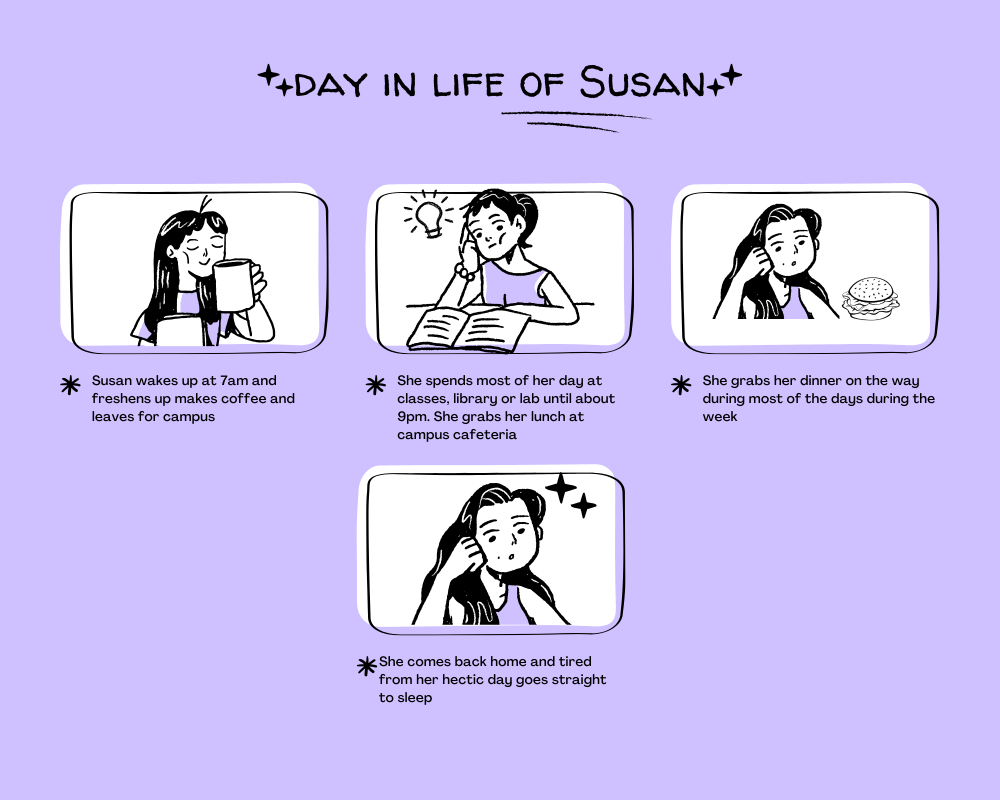 DAY IN LIFE OF SUSAN
Susan wakes up at 7am and
freshens up makes coffee and
leaves for campus
She spends most of her day at
classes, library or lab until about
9pm. She grabs her lunch at
campus cafeteria
She grabs her dinner on the way
during most of the days during the
week
She comes back home and tired
from her hectic day goes straight
to sleep